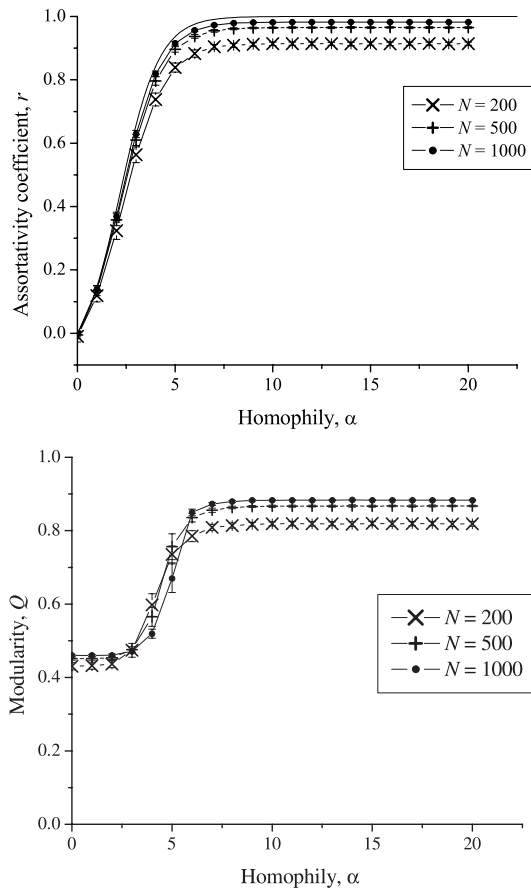 1.0
0.8
0.6
0.4
0.2
0.0
Assortativity coefficient, r
N = 200
N = 500
N = 1000
0 5 10 15 20
Homophily, α
1.0
0.8
0.6
0.4
0.2
0.0
Modularity, Q
N = 200
N = 500
N = 1000
0 5 10 15 20
Homophily, α